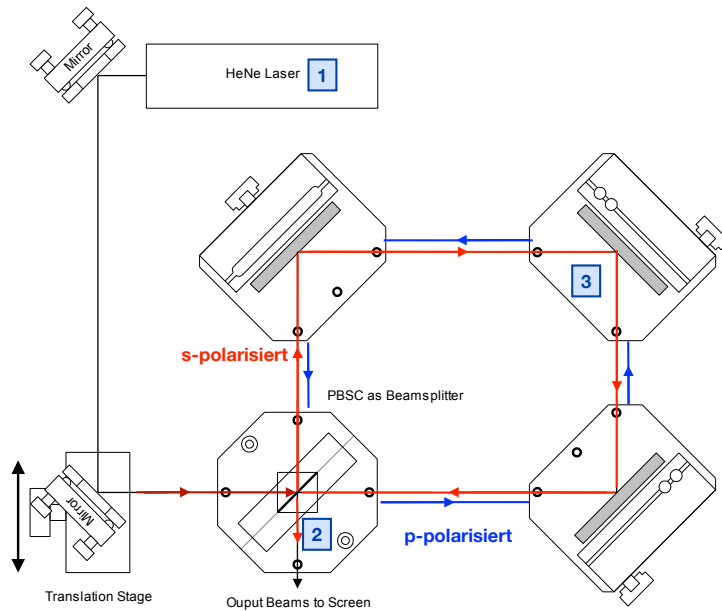 Mirror
HeNe Laser
1
3
s-polarisiert
PBSC as Beamsplitter
Mirror
2
p-polarisiert
Translation Stage
Ouput Beams to Screen